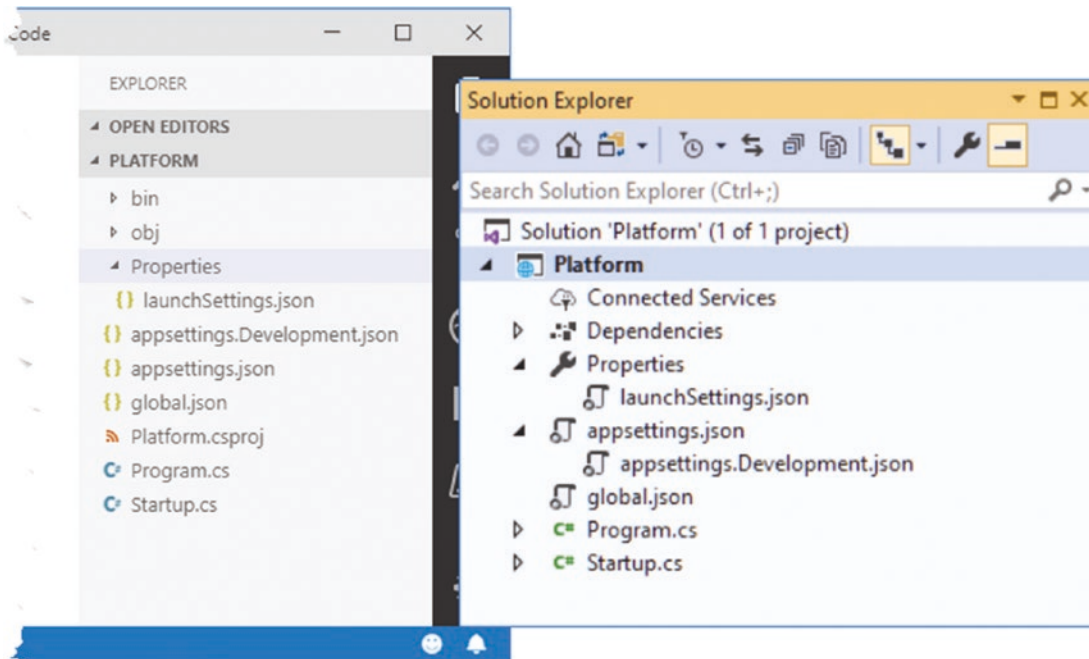 Code
EXPLORER
OPEN EDITORS
PLATFORM
bin
obj
Properties
{} launchSettings.json
{} appsettings.Development.json
{} appsettings.json
{} global.json
Platform.csproj
C# Program.cs
C# Startup.cs
Solution Explorer
Search Solution Explorer (Ctrl+;)
Solution 'Platform' (1 of 1 project)
Platform
Connected Services
Dependencies
Properties
launchSettings.json
appsettings.json
appsettings.Development.json
global.json
C# Program.cs
C# Startup.cs